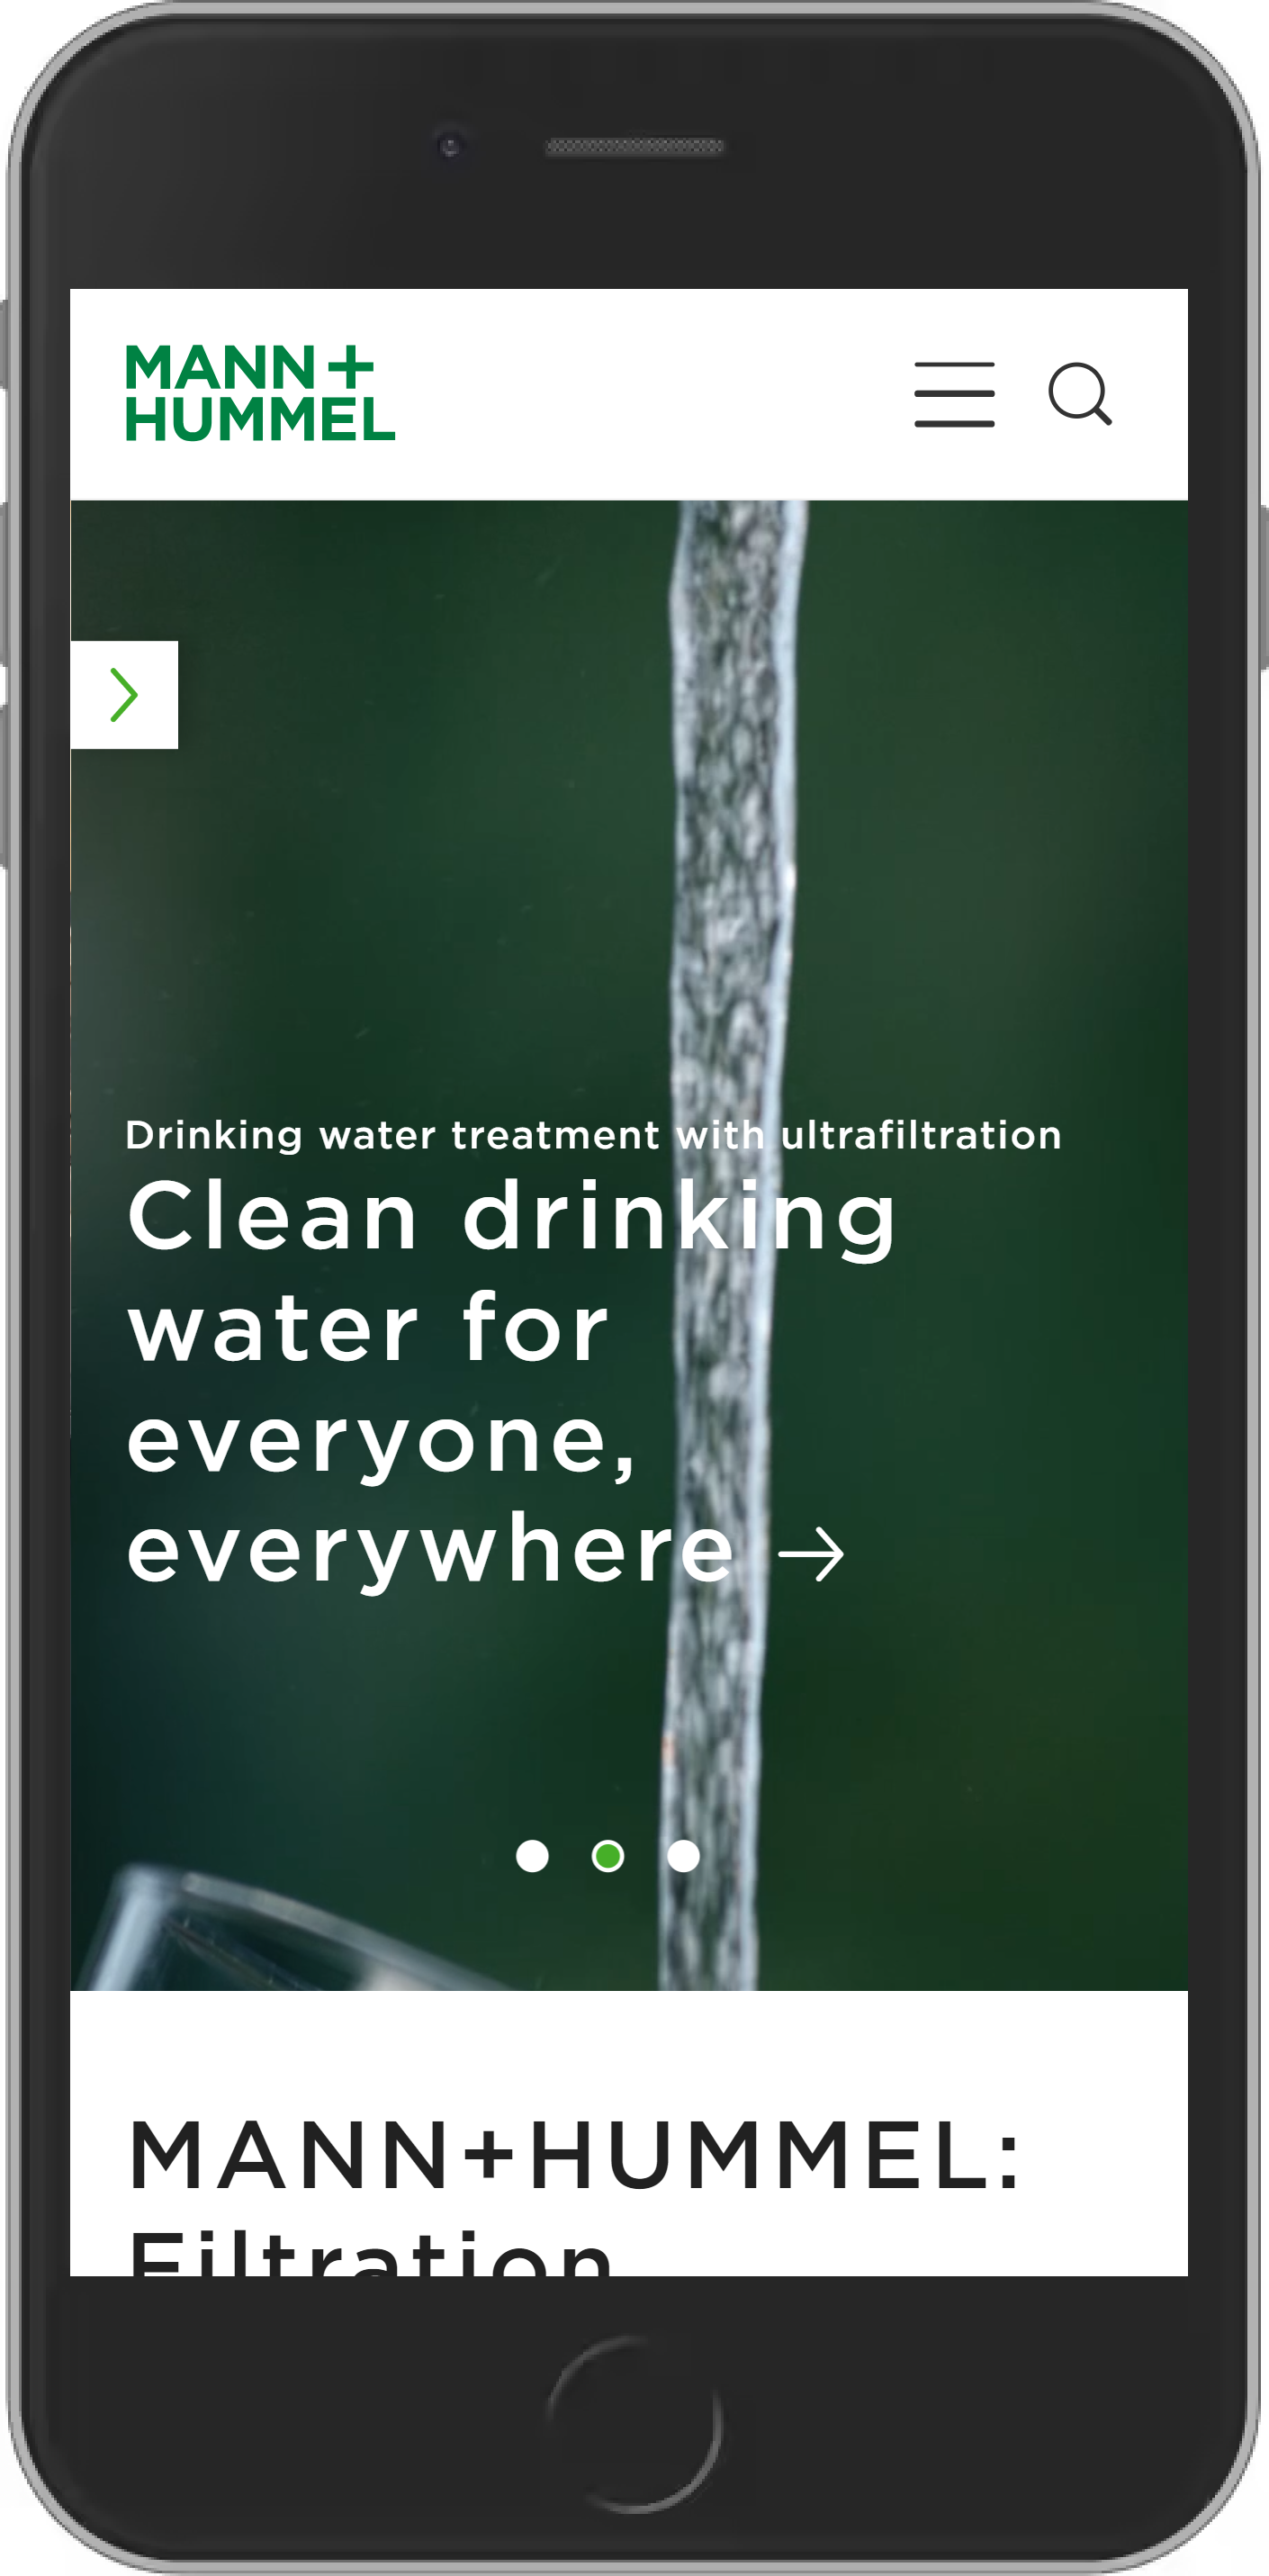 MANN+
HUMMEL
Drinking water treatment with ultrafiltration
Clean drinking
water for
everyone,
everywhere →
MANN+HUMMEL:
Filtration